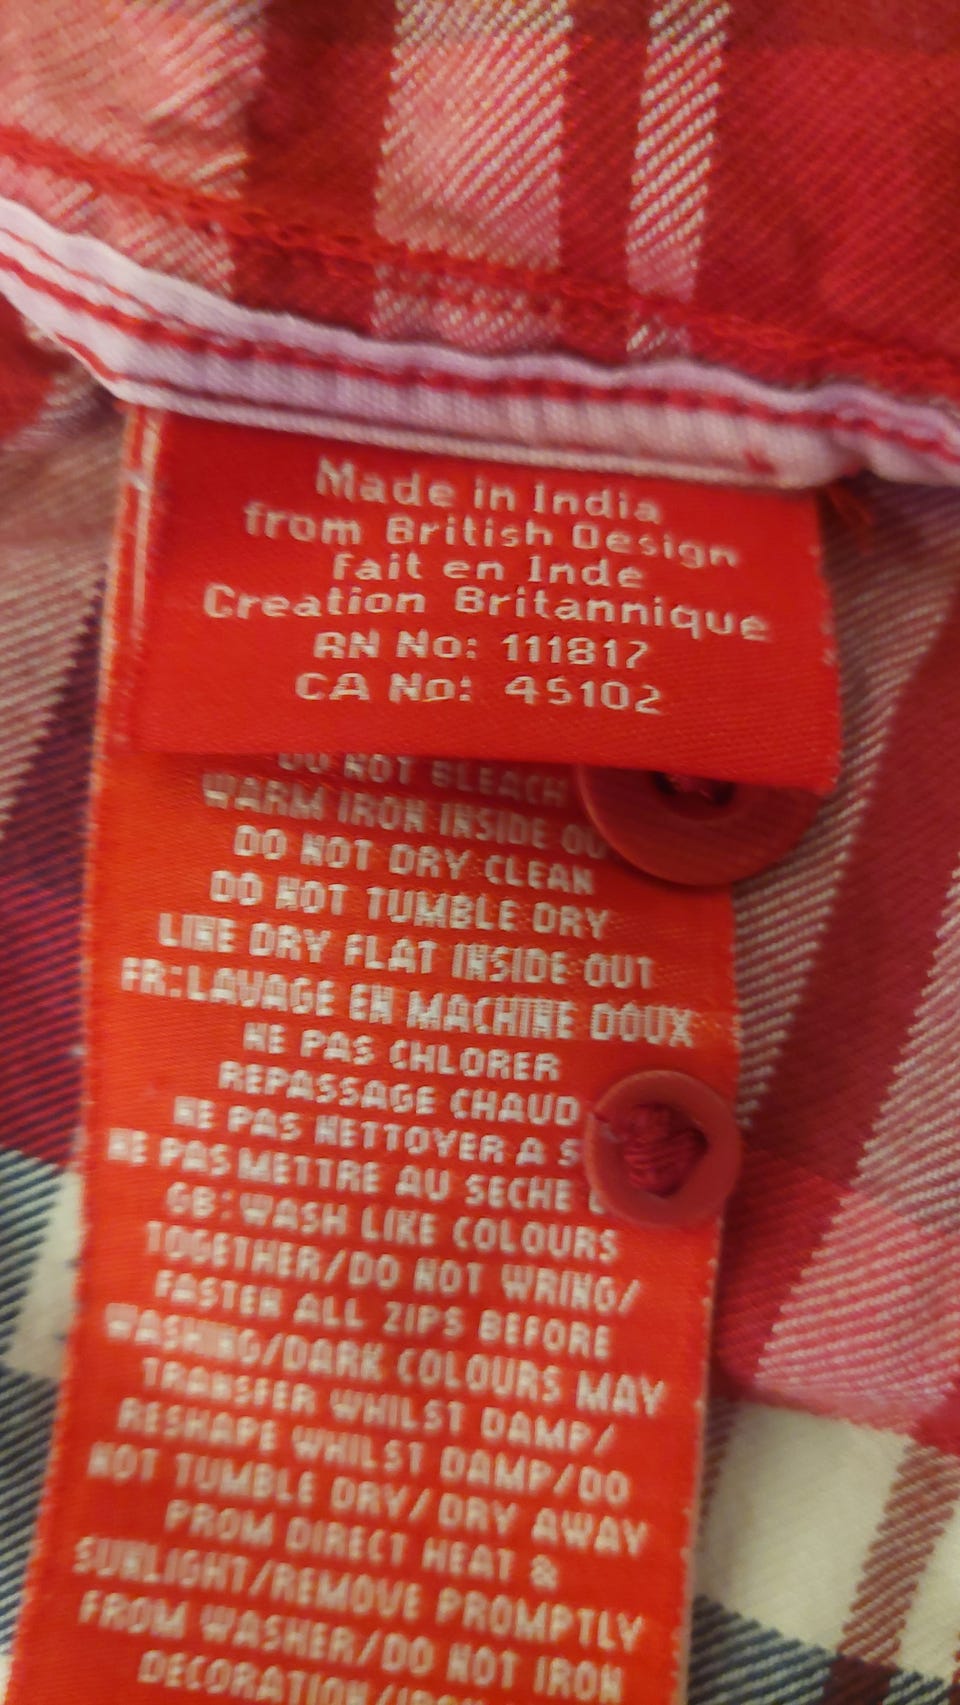 Made in India
from British Design
fait en Inde
Creation Britannique
RN No: 111817
CA No: 45102
DO NOT BLEACH
WARM IRON INSIDE OU
DO NOT DRY CLEAN
DO NOT TUMBLE DRY
LIKE DRY FLAT INSIDE OUT
FR:LAVAGE EN MACHINE DOUX
NE PAS CHLORER
REPASSAGE CHAUD
NE PAS NETTOYER A S
NE PAS METTRE AU SECHE
GB:WASH LIKE COLOURS
TOGETHER/DO NOT WRING/
FASTEN ALL ZIPS BEFORE
WASHING/DARK COLOURS MAY
TRANSFER WHILST DAMP/
RESHAPE WHILST DAMP/DO
NOT TUMBLE DRY/DRY AWAY
FROM DIRECT HEAT &
SUNLIGHT/REMOVE PROMPTLY
FROM WASHER/DO NOT IRON
DECORATION/IRON